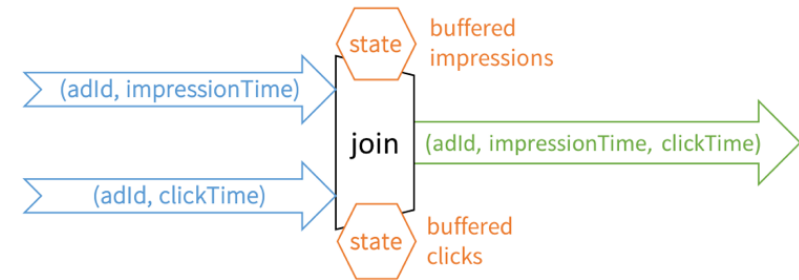 state
buffered
impressions
(adId, impressionTime)
join
(adId, impressionTime, clickTime)
(adId, clickTime)
state
buffered
clicks